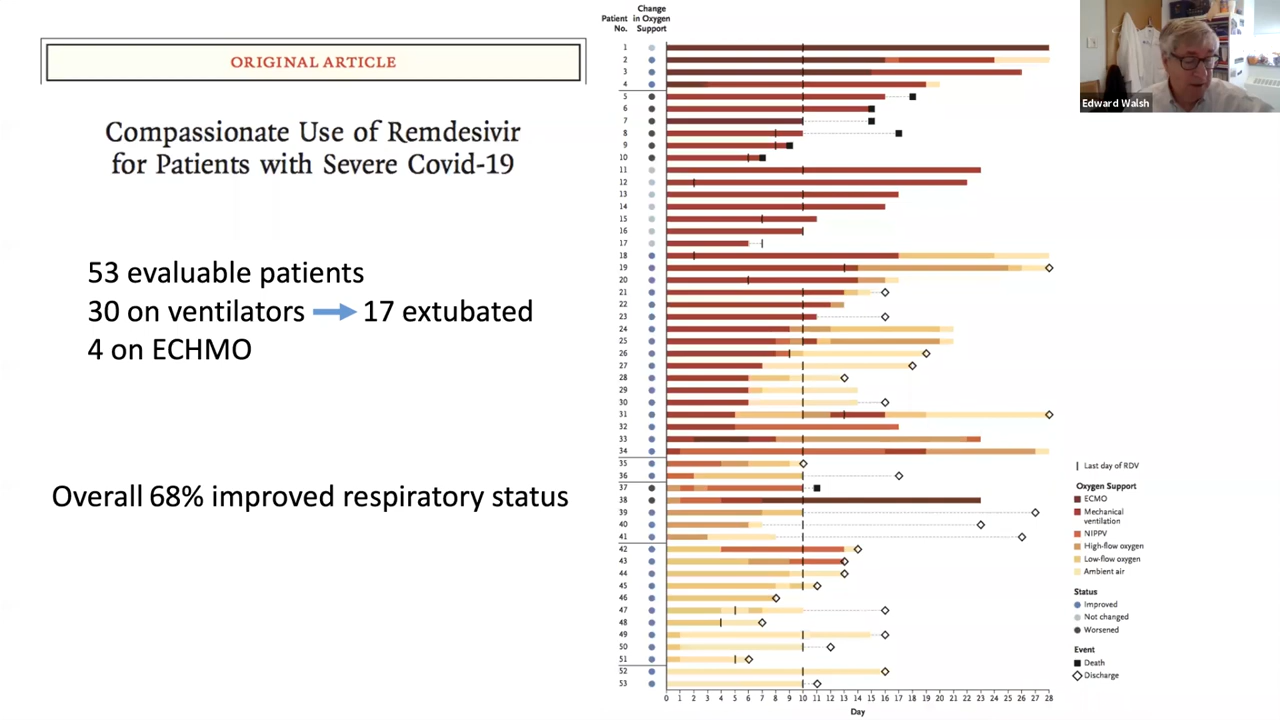 ORIGINAL ARTICLE
Compassionate Use of Remdesivir
for Patients with Severe Covid-19
53 evaluable patients
30 on ventilators → 17 extubated
4 on ECHMO
Overall 68% improved respiratory status
Patient No.
Change in Oxygen Support
1
2
3
4
5
6
7
8
9
10
11
12
13
14
15
16
17
18
19
20
21
22
23
24
25
26
27
28
29
30
31
32
33
34
35
36
37
38
39
40
41
42
43
44
45
46
47
48
49
50
51
52
53
0 1 2 3 4 5 6 7 8 9 10 11 12 13 14 15 16 17 18 19 20 21 22 23 24 25 26 27 28
Day
Last day of RDV
Oxygen Support
ECMO
Mechanical
ventilation
NIPPV
High-flow oxygen
Low-flow oxygen
Ambient air
Status
Improved
Not changed
Worsened
Event
Death
Discharge
Edward Walsh